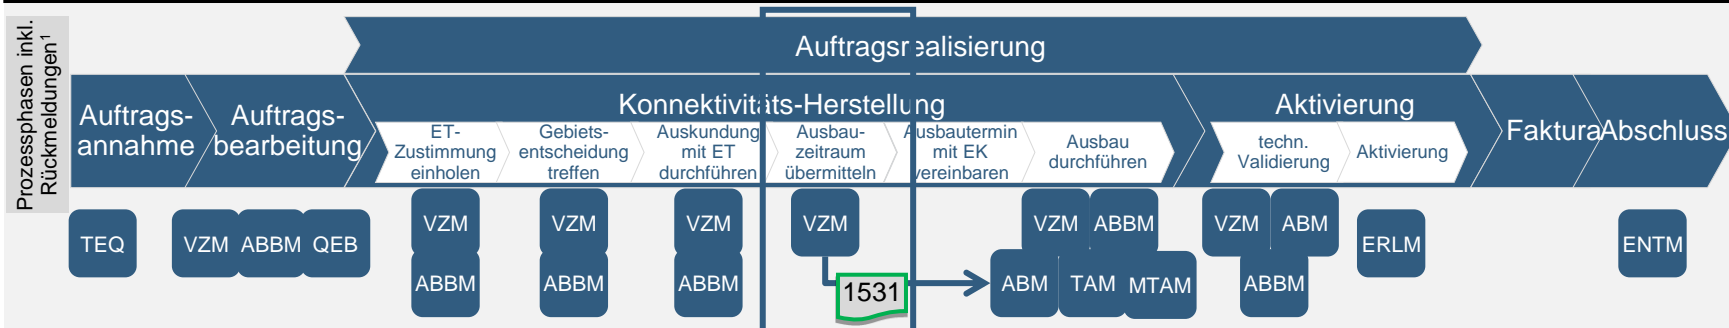 Prozessphasen inkl.
Rückmeldungen1
Auftragsrealisierung
Auftrags-
annahme
Auftrags-
bearbeitung
Konnektivitäts-Herstellung
ET-
Zustimmung
einholen
Gebiets-
entscheidung
treffen
Auskundung
mit ET
durchführen
Ausbau-
zeitraum
übermitteln
Ausbautermin
mit EK
vereinbaren
Ausbau
durchführen
Aktivierung
techn.
Validierung
Aktivierung
Faktura
Abschluss
TEQ
VZM ABBM QEB
VZM
ABBM
VZM
ABBM
VZM
ABBM
VZM
1531
VZM ABBM
ABM TAM MTAM
VZM ABM
ABBM
ERLM
ENTM